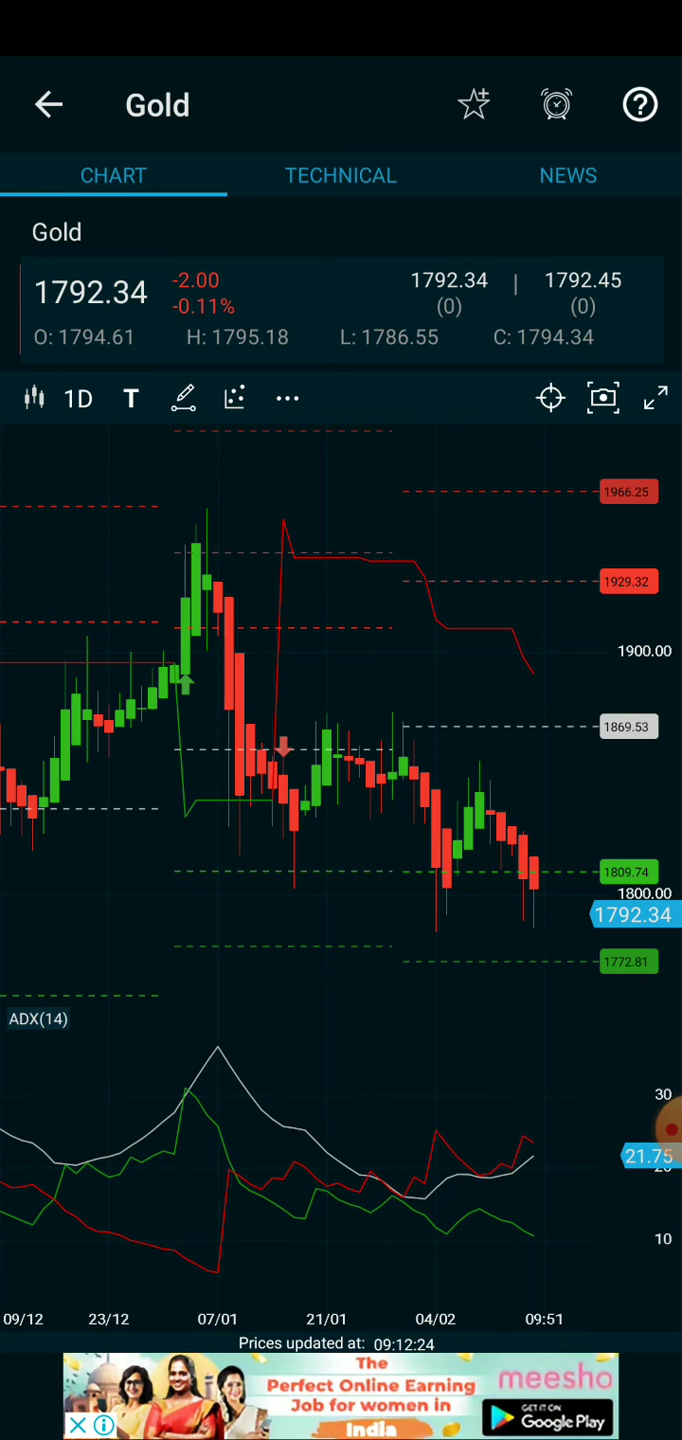 Gold
CHART TECHNICAL NEWS
Gold
1792.34 -2.00 1792.34 | 1792.45
-0.11% (0) (0)
O: 1794.61 H: 1795.18 L: 1786.55 C: 1794.34
1D T
1966.25
1929.32
1900.00
1869.53
1809.74
1800.00
1792.34
1772.81
ADX(14)
30
21.75
20
10
09/12 23/12 07/01 21/01 04/02 09:51
Prices updated at: 09:12:24
The
Perfect Online Earning
Job for women in
India
meesho
GET IT ON
Google Play